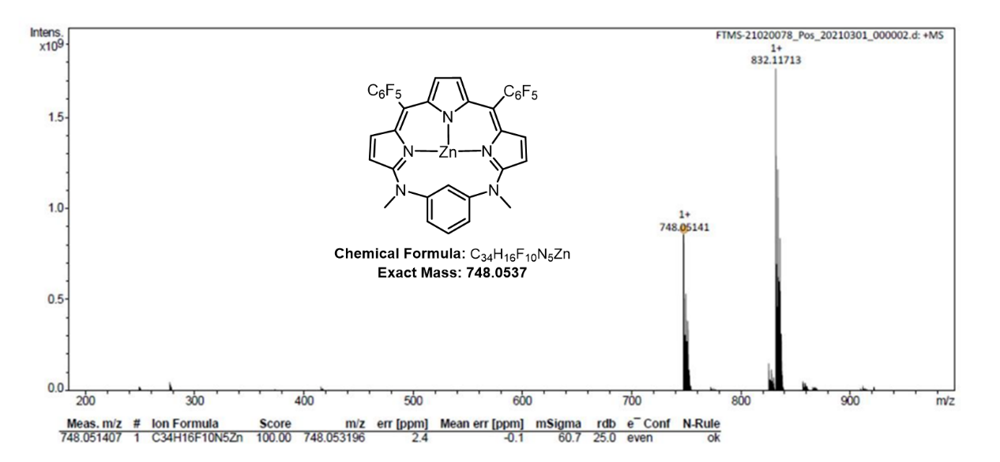 Intens.
x10⁹
FTMS-21020078_Pos_20210301_000002.d: +MS
1+
832.11713
C₆F₅
C₆F₅
N
1.5
N
Zn
N
N
N
1.0
1+
748.05141
Chemical Formula: C₃₄H₁₆F₁₀N₅Zn
Exact Mass: 748.0537
0.5
0.0
200 300 400 500 600 700 800 900 m/z
Meas. m/z # Ion Formula Score m/z err [ppm] Mean err [ppm] mSigma rdb e⁻ Conf N-Rule
748.051407 1 C34H16F10N5Zn 100.00 748.053196 2.4 -0.1 60.7 25.0 even ok